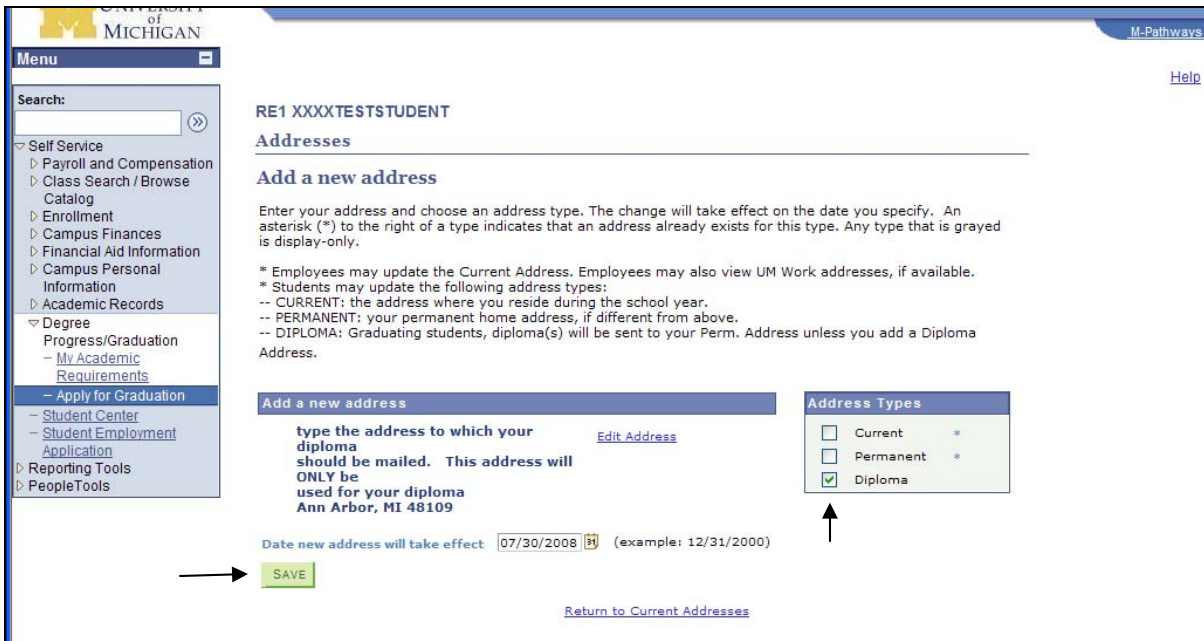 UNIVERSITY
of
MICHIGAN
M-Pathways
Menu
Help
Search:
Self Service
Payroll and Compensation
Class Search / Browse
Catalog
Enrollment
Campus Finances
Financial Aid Information
Campus Personal
Information
Academic Records
Degree
Progress/Graduation
– My Academic
Requirements
– Apply for Graduation
– Student Center
– Student Employment
Application
Reporting Tools
PeopleTools
RE1 XXXXTESTSTUDENT
Addresses
Add a new address
Enter your address and choose an address type. The change will take effect on the date you specify. An
asterisk (*) to the right of a type indicates that an address already exists for this type. Any type that is grayed
is display-only.
* Employees may update the Current Address. Employees may also view UM Work addresses, if available.
* Students may update the following address types:
-- CURRENT: the address where you reside during the school year.
-- PERMANENT: your permanent home address, if different from above.
-- DIPLOMA: Graduating students, diploma(s) will be sent to your Perm. Address unless you add a Diploma
Address.
Add a new address
type the address to which your
diploma
should be mailed. This address will
ONLY be
used for your diploma
Ann Arbor, MI 48109
Edit Address
Address Types
Current *
Permanent *
Diploma
Date new address will take effect 07/30/2008 31 (example: 12/31/2000)
SAVE
Return to Current Addresses